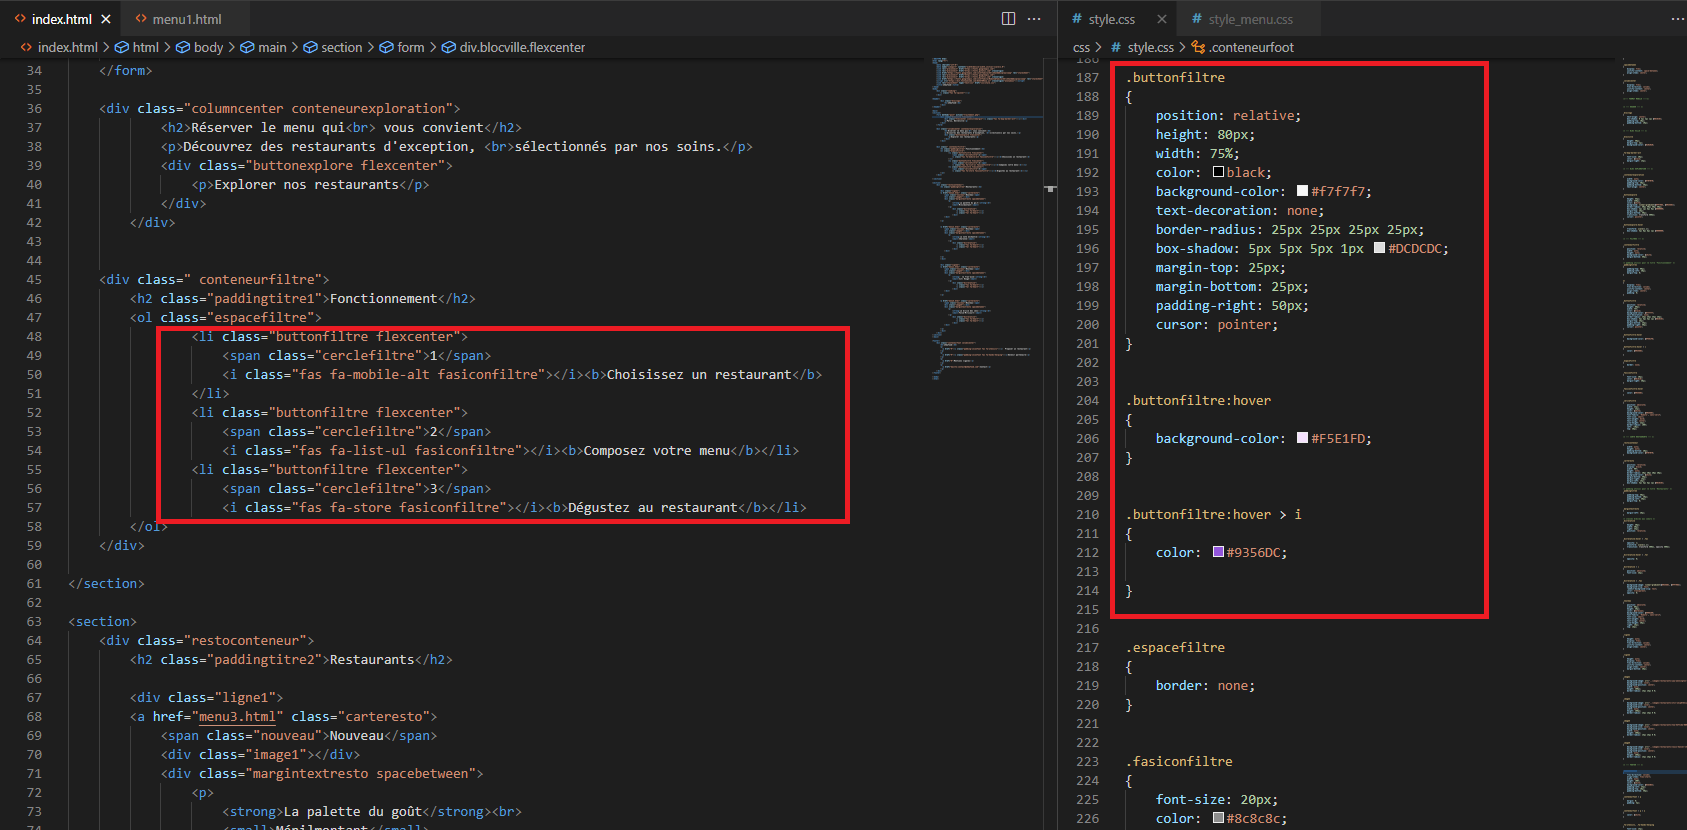 index.html
menu1.html
index.html > html > body > main > section > form > div.blocville.flexcenter
34 </form>
35
36 <div class="columncenter conteneurexploration">
37 <h2>Réserver le menu qui<br> vous convient</h2>
38 <p>Découvrez des restaurants d'exception, <br>sélectionnés par nos soins.</p>
39 <div class="buttonexplore flexcenter">
40 <p>Explorer nos restaurants</p>
41 </div>
42 </div>
43
44
45 <div class=" conteneurfiltre">
46 <h2 class="paddingtitre1">Fonctionnement</h2>
47 <ol class="espacefiltre">
48 <li class="buttonfiltre flexcenter">
49 <span class="cerclefiltre">1</span>
50 <i class="fas fa-mobile-alt fasiconfiltre"></i><b>Choisissez un restaurant</b>
51 </li>
52 <li class="buttonfiltre flexcenter">
53 <span class="cerclefiltre">2</span>
54 <i class="fas fa-list-ul fasiconfiltre"></i><b>Composez votre menu</b></li>
55 <li class="buttonfiltre flexcenter">
56 <span class="cerclefiltre">3</span>
57 <i class="fas fa-store fasiconfiltre"></i><b>Dégustez au restaurant</b></li>
58 </ol>
59 </div>
60
61 </section>
62
63 <section>
64 <div class="restoconteneur">
65 <h2 class="paddingtitre2">Restaurants</h2>
66
67 <div class="ligne1">
68 <a href="menu3.html" class="carteresto">
69 <span class="nouveau">Nouveau</span>
70 <div class="image1"></div>
71 <div class="margintextresto spacebetween">
72 <p>
73 <strong>La palette du goût</strong><br>
74 <small>Ménilmontant</small>
style.css
style_menu.css
css > style.css > .conteneurfoot
186
187 .buttonfiltre
188 {
189 position: relative;
190 height: 80px;
191 width: 75%;
192 color: black;
193 background-color: #f7f7f7;
194 text-decoration: none;
195 border-radius: 25px 25px 25px 25px;
196 box-shadow: 5px 5px 5px 1px #DCDCDC;
197 margin-top: 25px;
198 margin-bottom: 25px;
199 padding-right: 50px;
200 cursor: pointer;
201 }
202
203
204 .buttonfiltre:hover
205 {
206 background-color: #F5E1FD;
207 }
208
209
210 .buttonfiltre:hover > i
211 {
212 color: #9356DC;
213
214 }
215
216
217 .espacefiltre
218 {
219 border: none;
220 }
221
222
223 .fasiconfiltre
224 {
225 font-size: 20px;
226 color: #8c8c8c;